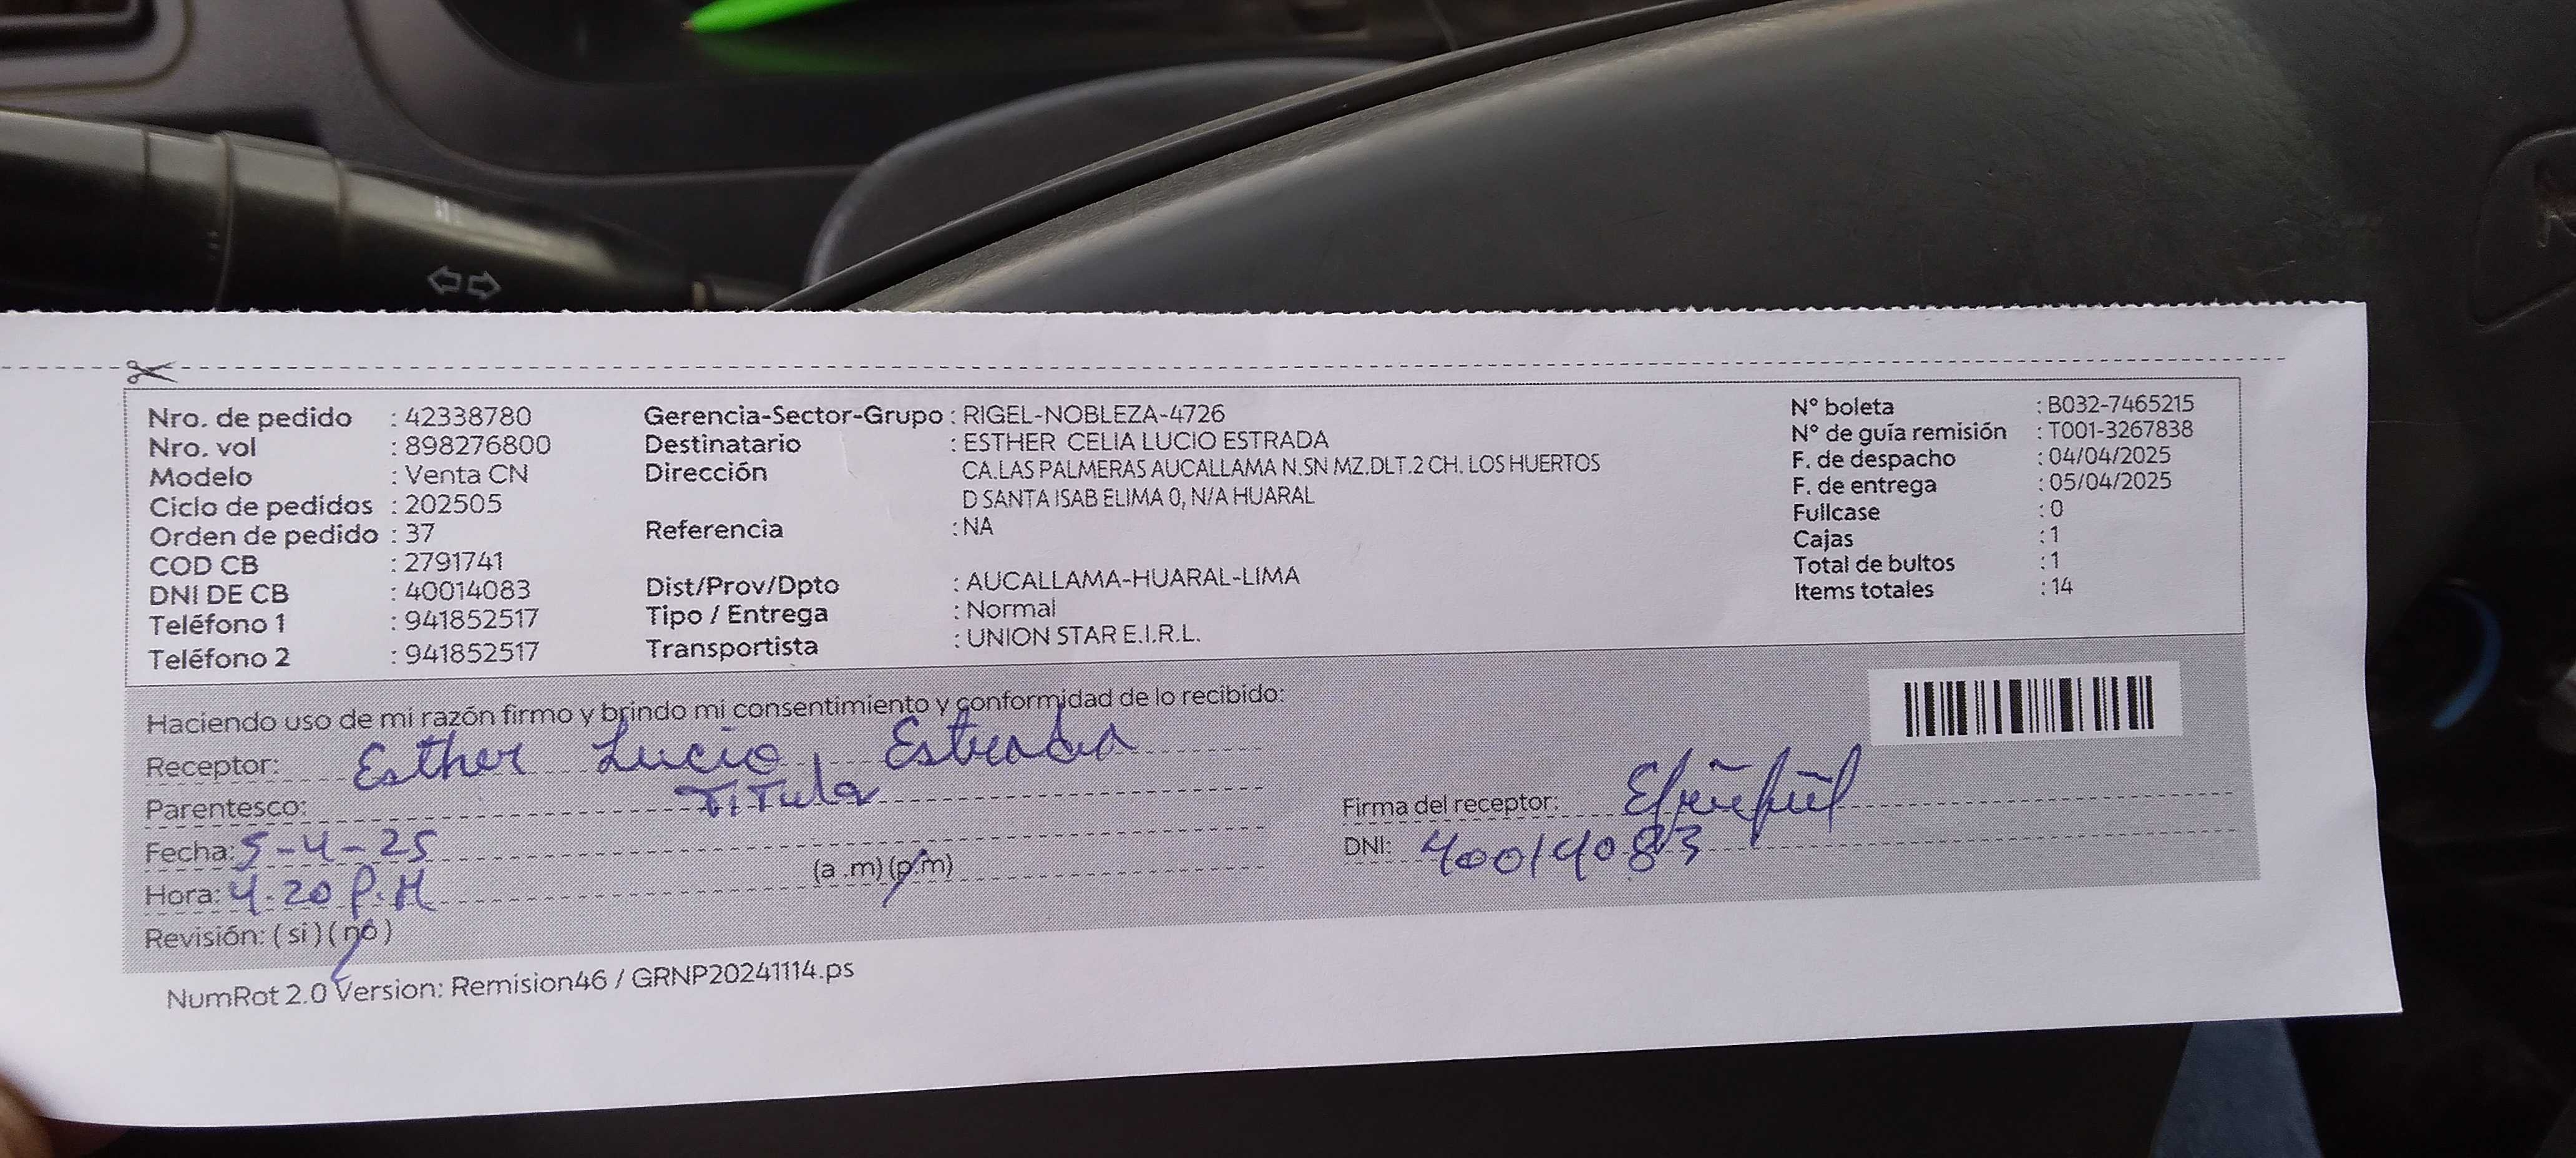 Nro. de pedido : 42338780
Nro. vol : 898276800
Modelo : Venta CN
Ciclo de pedidos : 202505
Orden de pedido : 37
COD CB : 2791741
DNI DE CB : 40014083
Teléfono 1 : 941852517
Teléfono 2 : 941852517
Gerencia-Sector-Grupo : RIGEL-NOBLEZA-4726
Destinatario : ESTHER CELIA LUCIO ESTRADA
Dirección CA.LAS PALMERAS AUCALLAMA N.SN MZ.DLT.2 CH. LOS HUERTOS
D SANTA ISAB ELIMA 0, N/A HUARAL
Referencia : NA
Dist/Prov/Dpto : AUCALLAMA-HUARAL-LIMA
Tipo / Entrega : Normal
Transportista : UNION STAR E.I.R.L.
N° boleta : B032-7465215
N° de guía remisión : T001-3267838
F. de despacho : 04/04/2025
F. de entrega : 05/04/2025
Fullcase : 0
Cajas : 1
Total de bultos : 1
Items totales : 14
Haciendo uso de mi razón firmo y brindo mi consentimiento y conformidad de lo recibido:
Receptor: Esther Lucio Estrada
Parentesco: Titula
Fecha: 5-4-25
Hora: 4.20 P.M (a .m) (p.m)
Revisión: ( si ) ( no )
Firma del receptor:
DNI: 40014083
NumRot 2.0 Version: Remision46 / GRNP20241114.ps